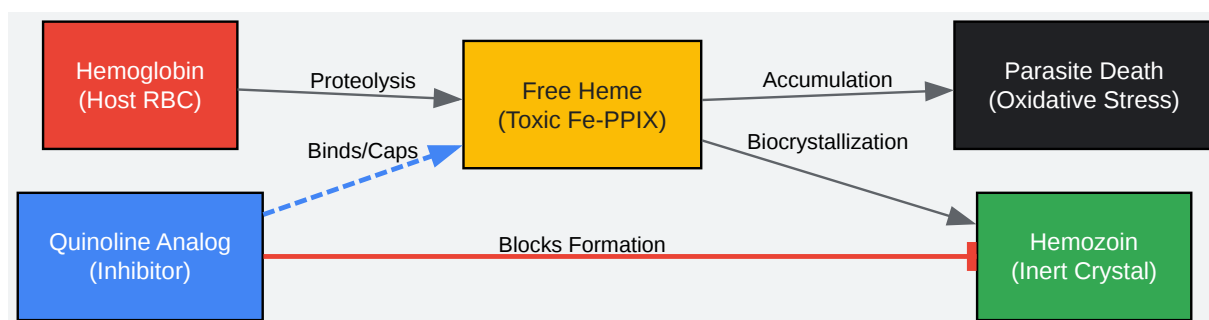 Hemoglobin
(Host RBC)
Proteolysis
Free Heme
(Toxic Fe-PPIX)
Accumulation
Parasite Death
(Oxidative Stress)
Binds/Caps
Biocrystallization
Quinoline Analog
(Inhibitor)
Blocks Formation
Hemozoin
(Inert Crystal)